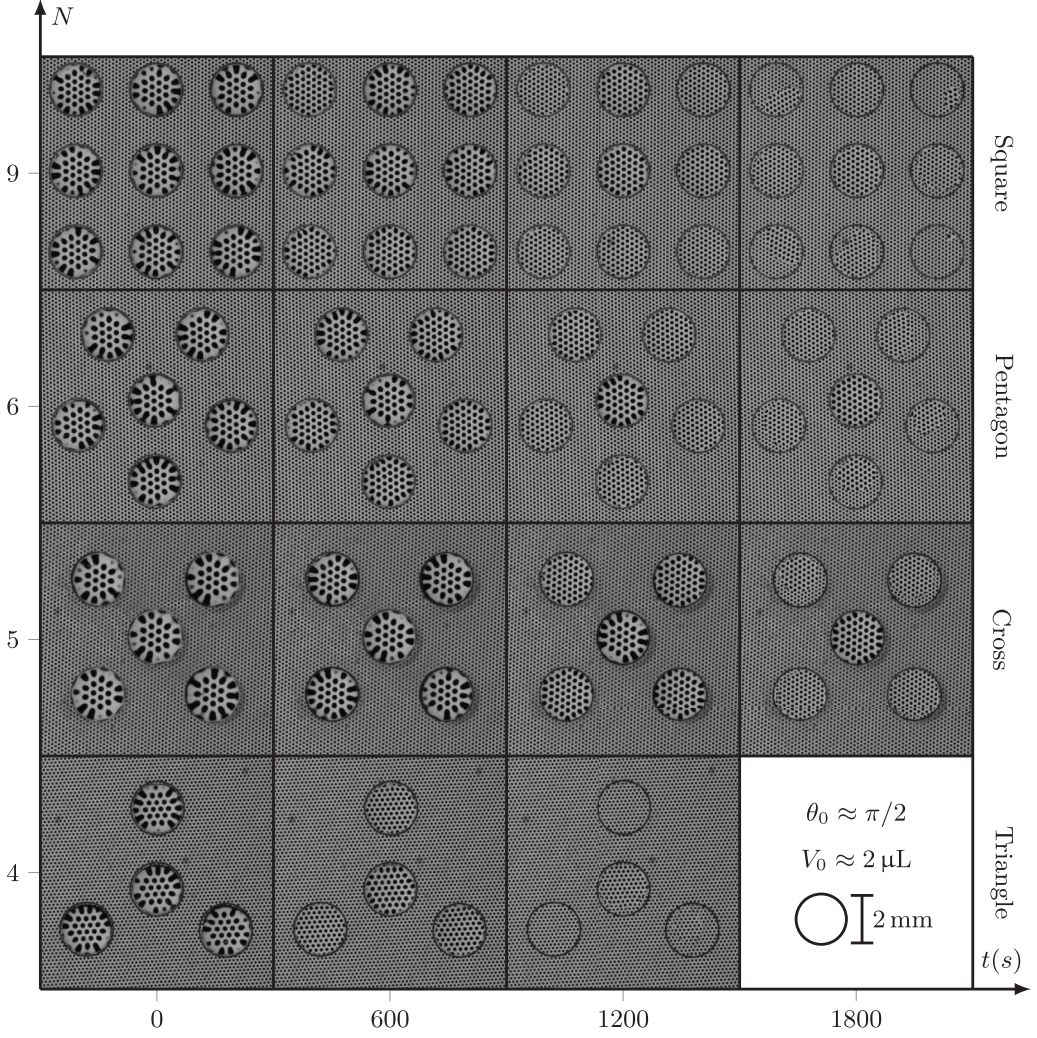 N
9
Square
6
Pentagon
5
Cross
4
Triangle
θ₀ ≈ π/2
V₀ ≈ 2 μL
2 mm
t(s)
0 600 1200 1800